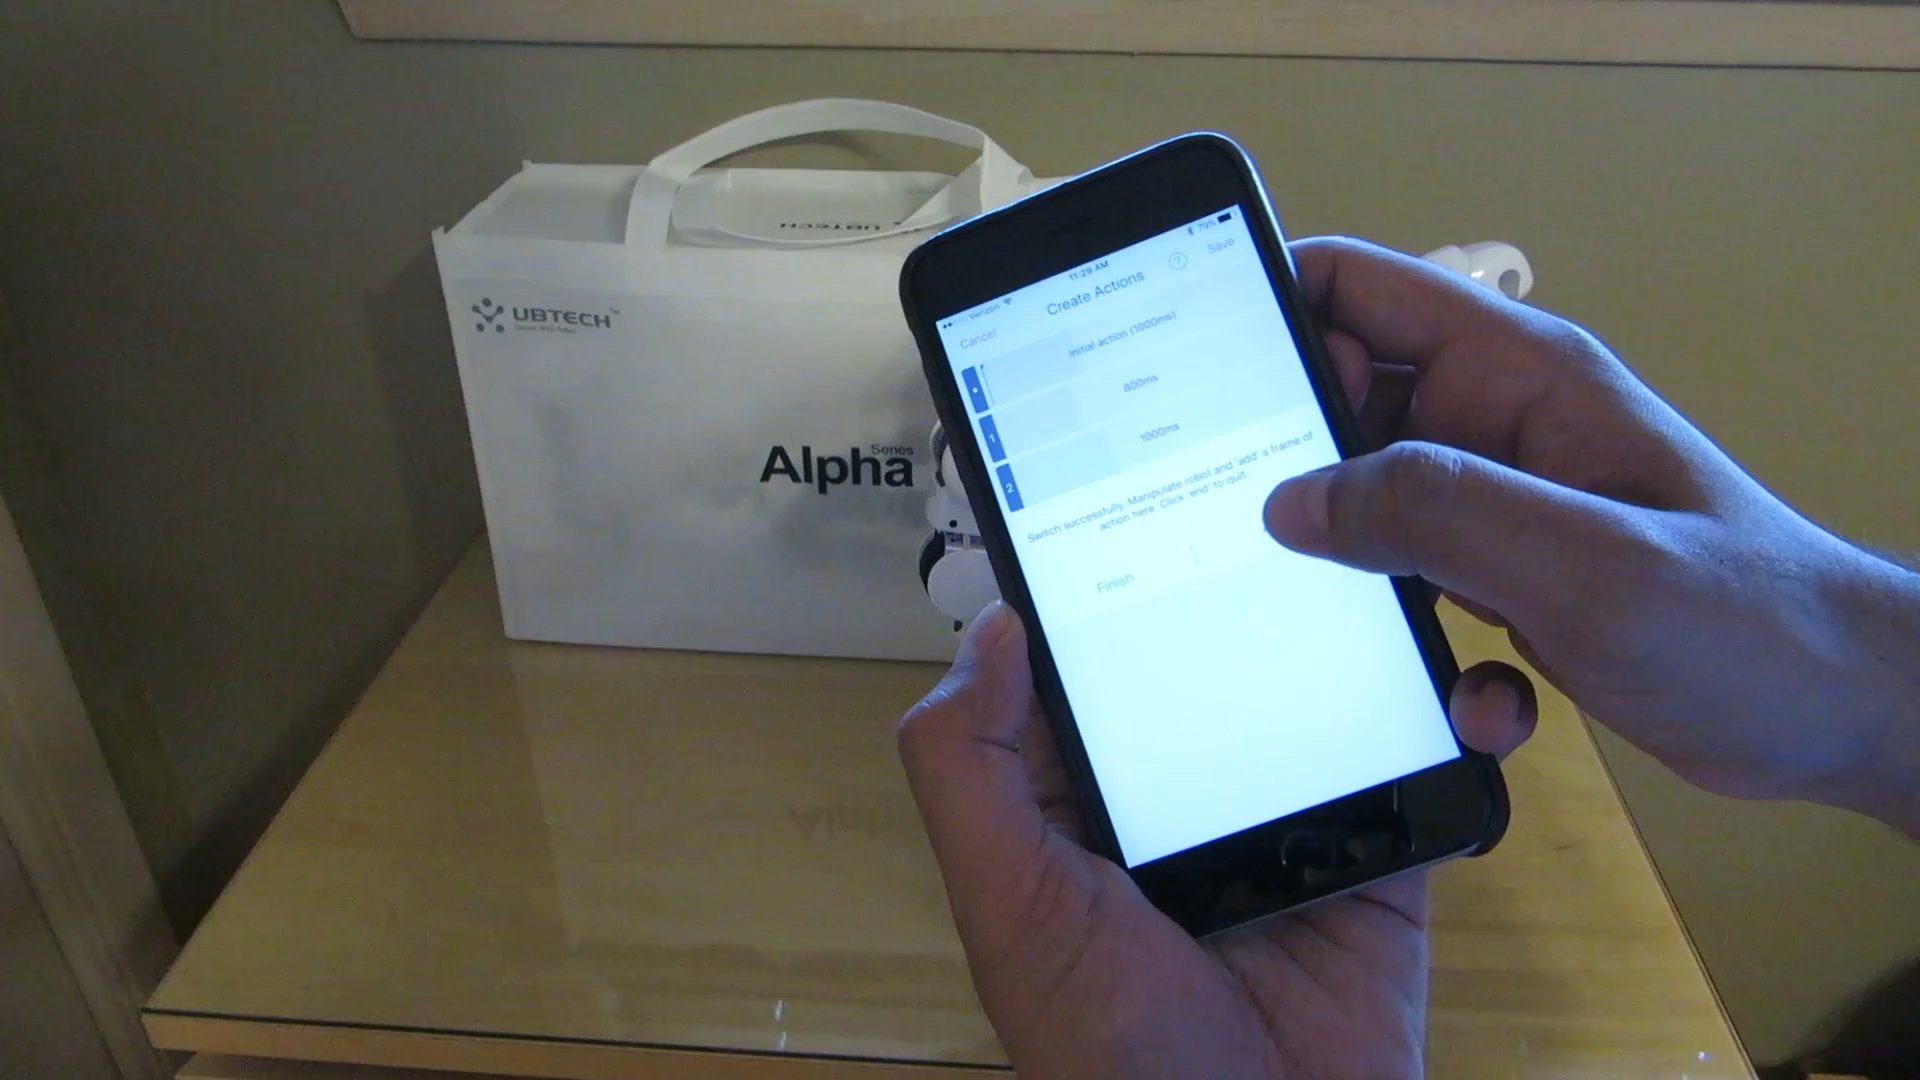 UBTECH
UBTECH™
Series
Alpha
Verizon
11:29 AM
79%
Cancel
Create Actions
?
Save
Initial action (1000ms)
1
800ms
2
1000ms
Switch successfully. Manipulate robot and 'add' a frame of
action here. Click 'end' to quit.
Finish